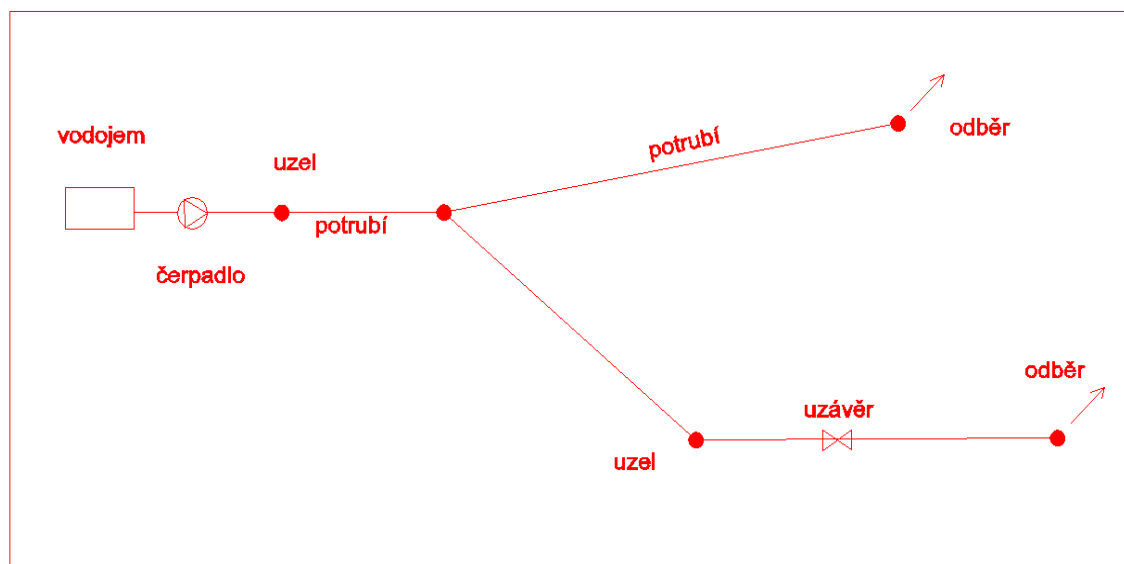 vodojem
uzel
potrubí
odběr
potrubí
čerpadlo
odběr
uzávěr
uzel